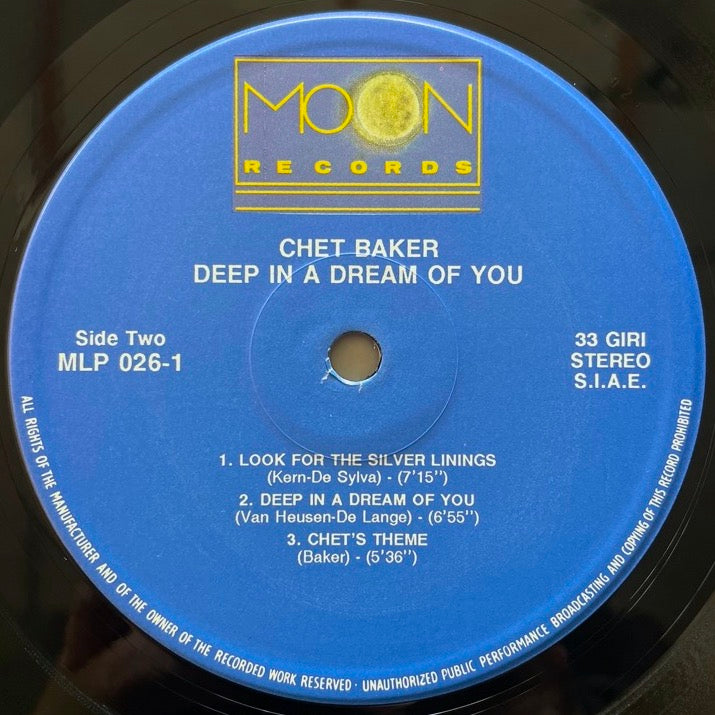 MOON
RECORDS
CHET BAKER
DEEP IN A DREAM OF YOU
Side Two
MLP 026-1
33 GIRI
STEREO
S.I.A.E.
1. LOOK FOR THE SILVER LININGS
(Kern-De Sylva) - (7'15")
2. DEEP IN A DREAM OF YOU
(Van Heusen-De Lange) - (6'55")
3. CHET'S THEME
(Baker) - (5'36")
ALL RIGHTS OF THE MANUFACTURER AND OF THE OWNER OF THE RECORDED WORK RESERVED · UNAUTHORIZED PUBLIC PERFORMANCE BROADCASTING AND COPYING OF THIS RECORD PROHIBITED